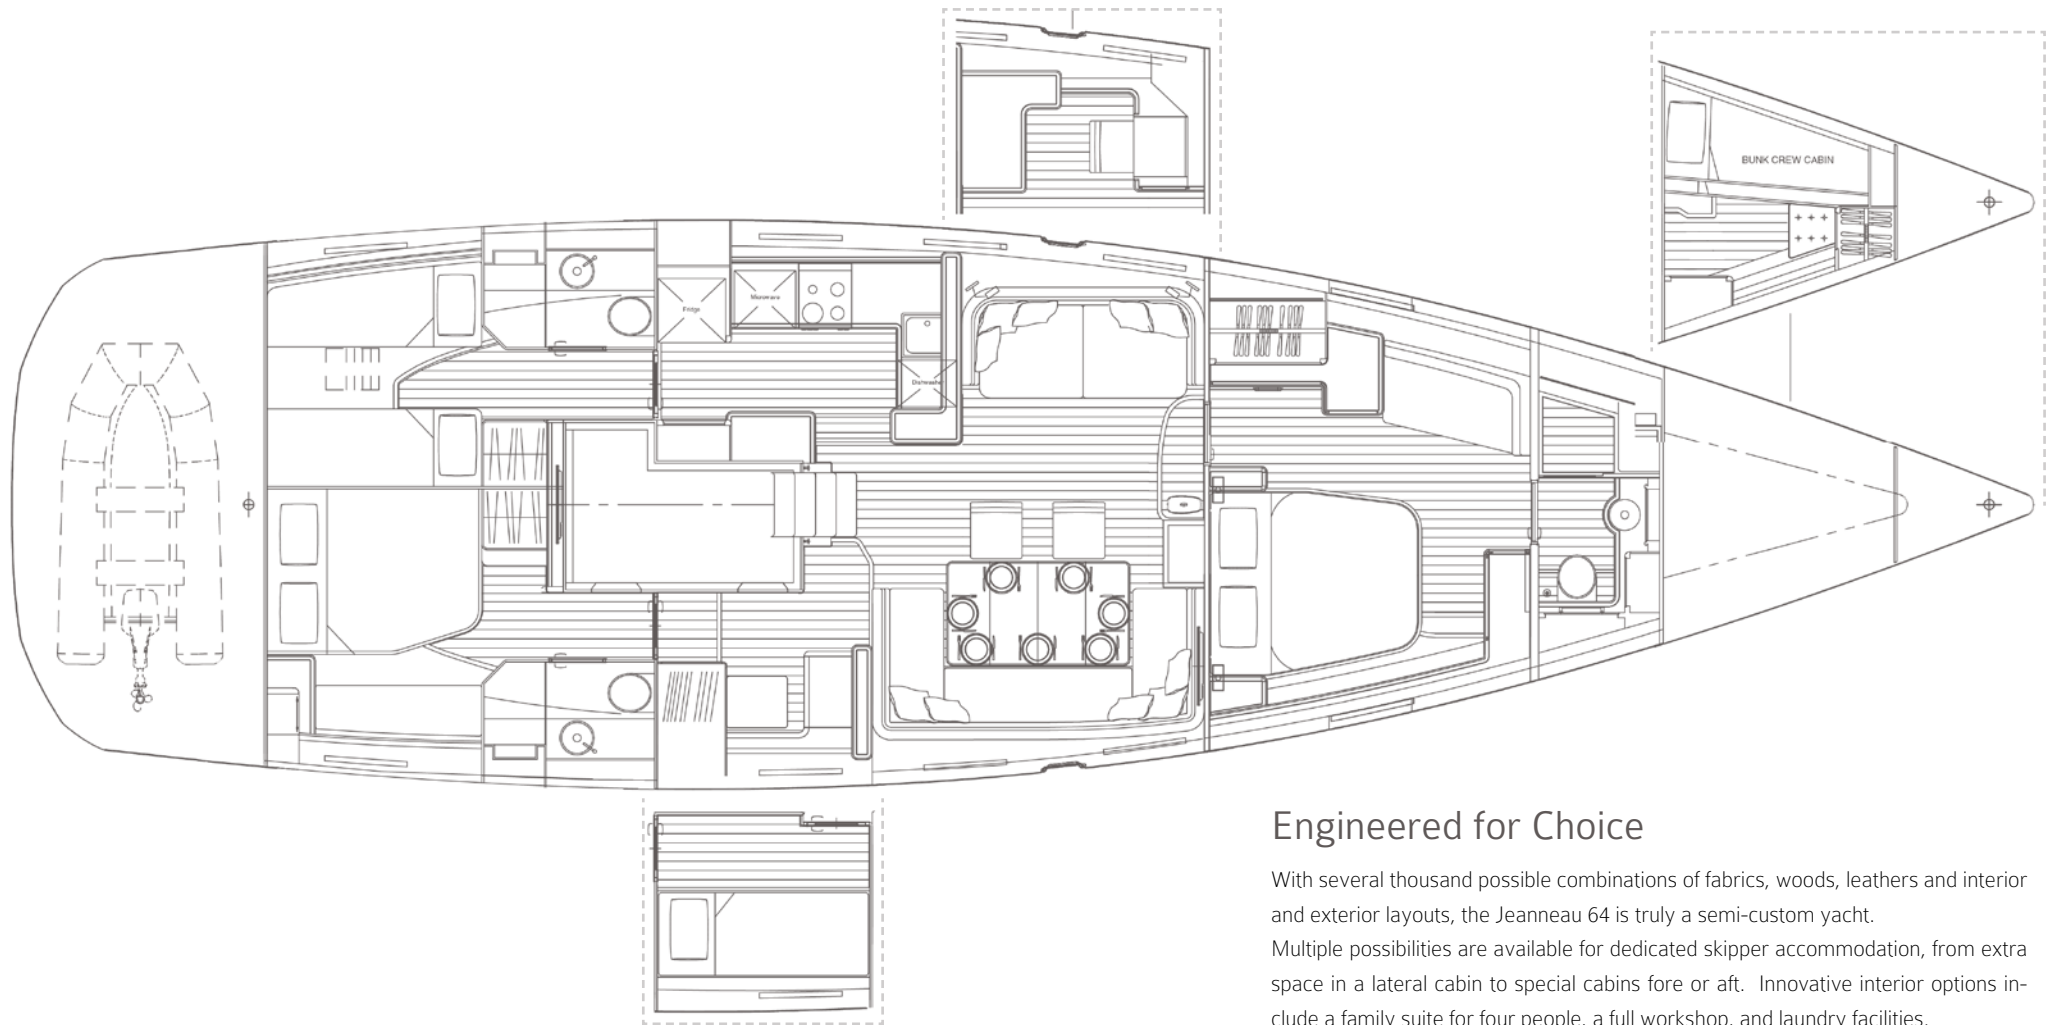 BUNK CREW CABIN
Fridge
Microwave
Dishwasher
Engineered for Choice
With several thousand possible combinations of fabrics, woods, leathers and interior
and exterior layouts, the Jeanneau 64 is truly a semi-custom yacht.
Multiple possibilities are available for dedicated skipper accommodation, from extra
space in a lateral cabin to special cabins fore or aft. Innovative interior options in-
clude a family suite for four people, a full workshop, and laundry facilities.